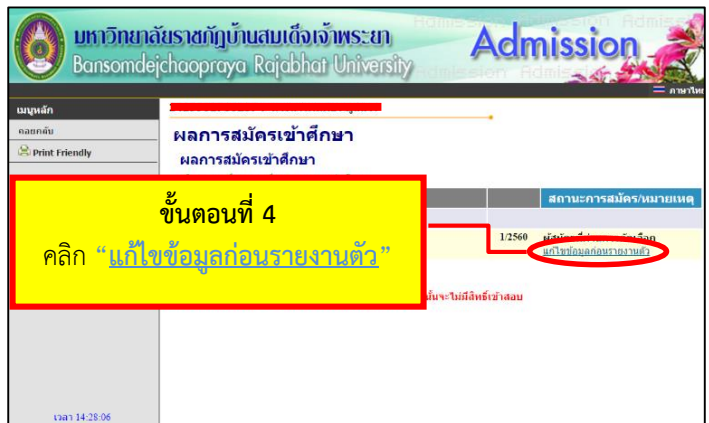 มหาวิทยาลัยราชภัฏบ้านสมเด็จเจ้าพระยา
Bansomdejchaopraya Rajabhat University
Admission
ภาษาไทย
เมนูหลัก
ถอยกลับ
Print Friendly
ผลการสมัครเข้าศึกษา
ผลการสมัครเข้าศึกษา
สถานะการสมัคร/หมายเหตุ
ขั้นตอนที่ 4
คลิก “แก้ไขข้อมูลก่อนรายงานตัว”
1/2560
แก้ไขข้อมูลก่อนรายงานตัว
นั้นจะไม่มีสิทธิ์เข้าสอบ
เวลา 14:28:06